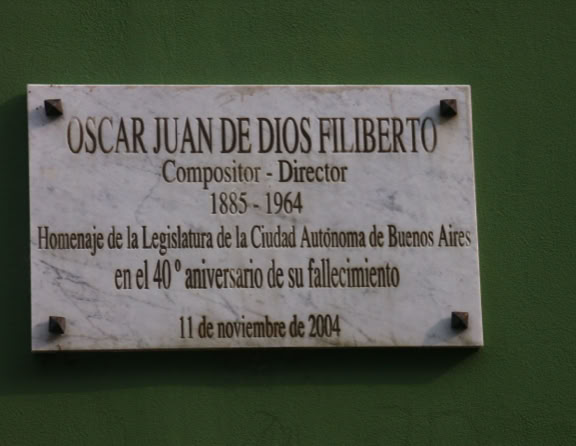 OSCAR JUAN DE DIOS FILIBERTO
Compositor - Director
1885 - 1964
Homenaje de la Legislatura de la Ciudad Autónoma de Buenos Aires
en el 40º aniversario de su fallecimiento
11 de noviembre de 2004